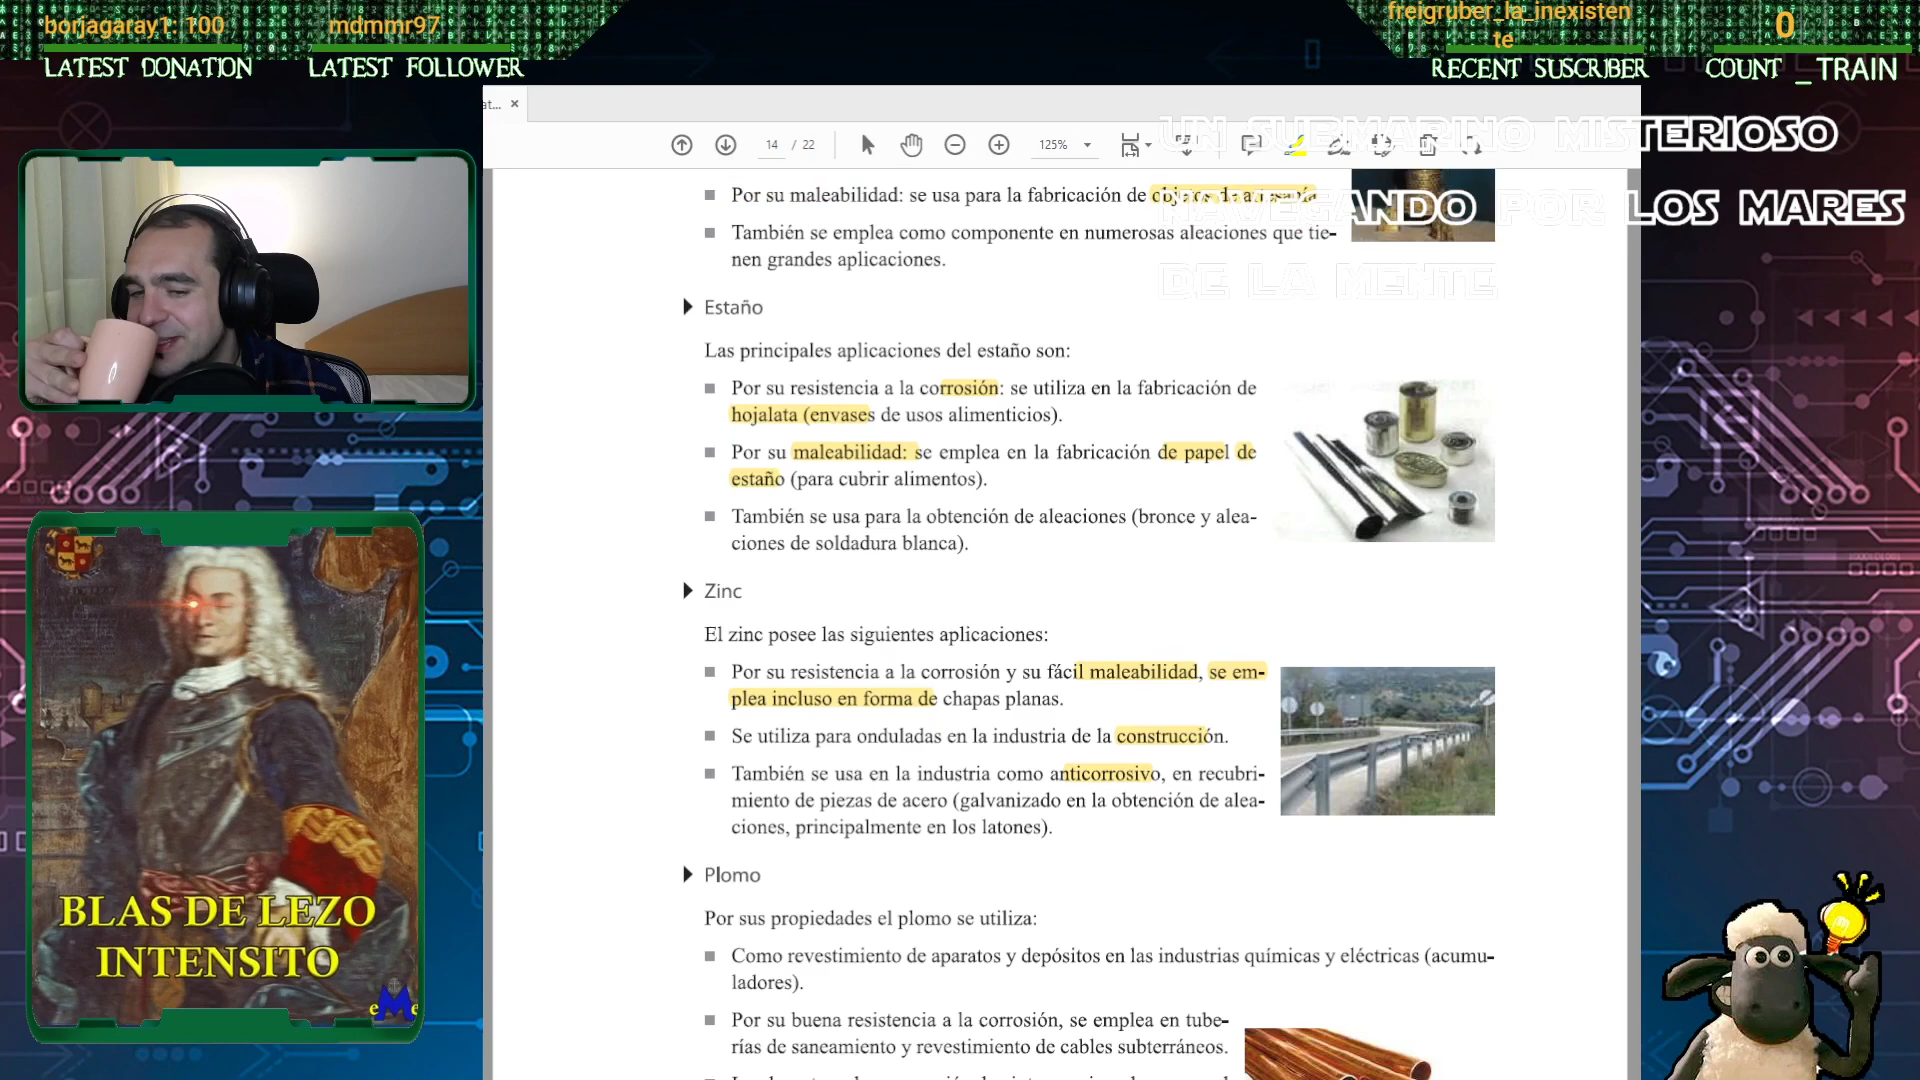 borjagaray1: 100
LATEST DONATION
mdmmr97
LATEST FOLLOWER
freigruber_la_inexisten
te
RECENT SUSCRIBER
0
COUNT _TRAIN
at... ×
14 / 22
125%
UN SUBMARINO MISTERIOSO
NAVEGANDO POR LOS MARES
DE LA MENTE
Por su maleabilidad: se usa para la fabricación de objetos de artesanía
También se emplea como componente en numerosas aleaciones que tie-
nen grandes aplicaciones.
Estaño
Las principales aplicaciones del estaño son:
Por su resistencia a la corrosión: se utiliza en la fabricación de
hojalata (envases de usos alimenticios).
Por su maleabilidad: se emplea en la fabricación de papel de
estaño (para cubrir alimentos).
También se usa para la obtención de aleaciones (bronce y alea-
ciones de soldadura blanca).
Zinc
El zinc posee las siguientes aplicaciones:
Por su resistencia a la corrosión y su fácil maleabilidad, se em-
plea incluso en forma de chapas planas.
Se utiliza para onduladas en la industria de la construcción.
También se usa en la industria como anticorrosivo, en recubri-
miento de piezas de acero (galvanizado en la obtención de alea-
ciones, principalmente en los latones).
Plomo
Por sus propiedades el plomo se utiliza:
Como revestimiento de aparatos y depósitos en las industrias químicas y eléctricas (acumu-
ladores).
Por su buena resistencia a la corrosión, se emplea en tube-
rías de saneamiento y revestimiento de cables subterráneos.
BLAS DE LEZO
INTENSITO
eMe